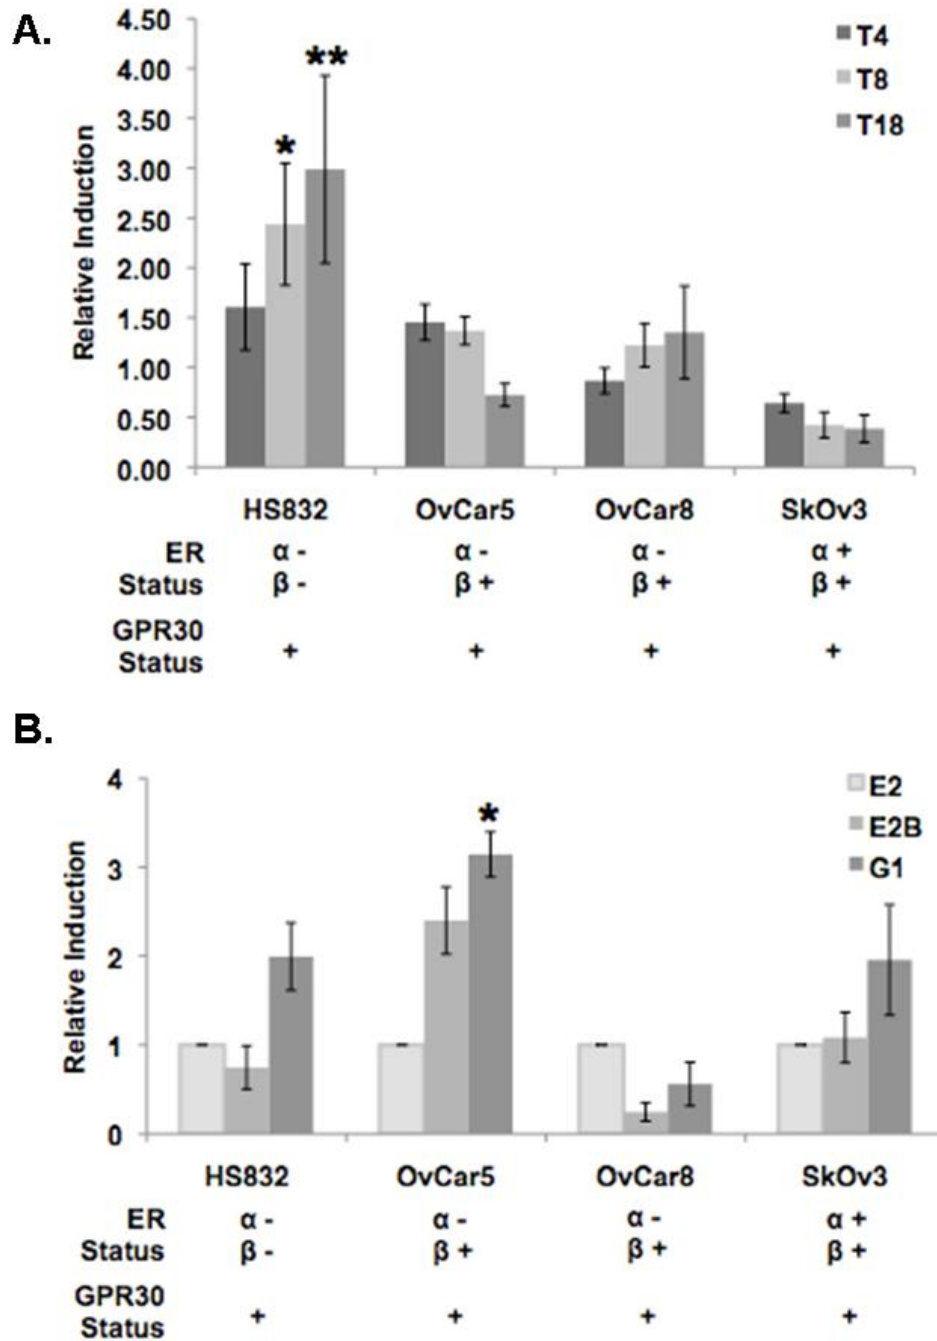 A.
4.50
4.00
3.50
3.00
2.50
2.00
1.50
1.00
0.50
0.00
Relative Induction
*
**
T4
T8
T18
HS832 OvCar5 OvCar8 SkOv3
ER α - α - α - α +
Status β - β + β + β +
GPR30
Status + + + +
B.
4
3
2
1
0
Relative Induction
*
E2
E2B
G1
HS832 OvCar5 OvCar8 SkOv3
ER α - α - α - α +
Status β - β + β + β +
GPR30
Status + + + +